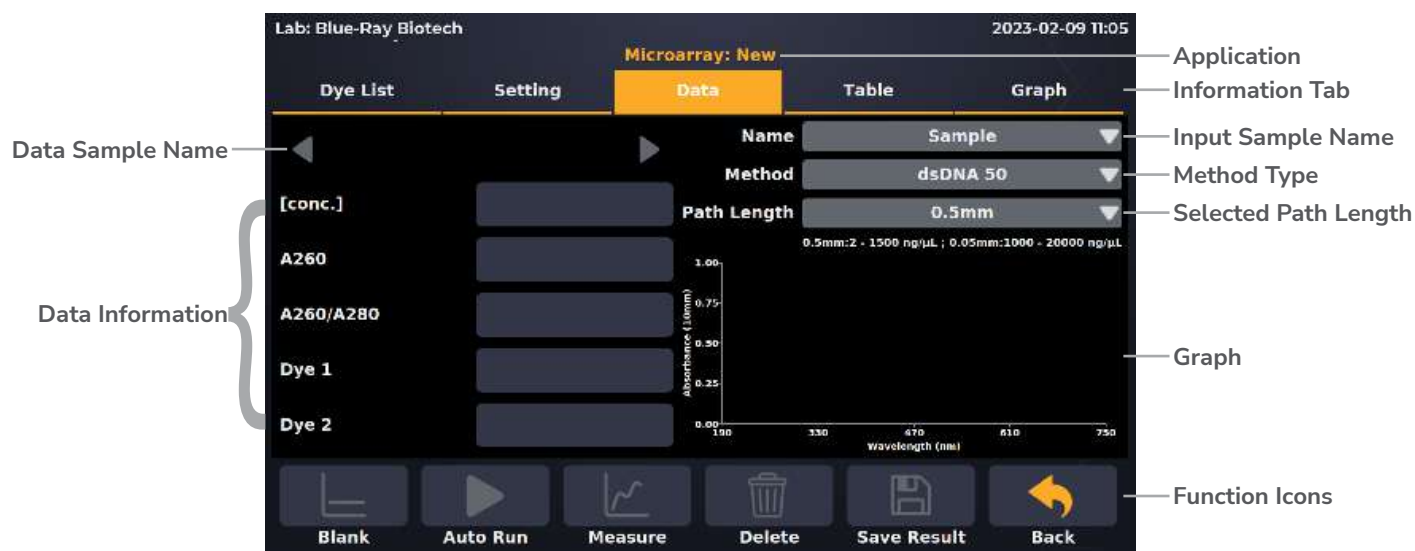 Lab: Blue-Ray Biotech
2023-02-09 11:05
Microarray: New
Application
Dye List
Setting
Data
Table
Graph
Information Tab
Data Sample Name
Name
Sample
Input Sample Name
Method
dsDNA 50
Method Type
[conc.]
Path Length
0.5mm
Selected Path Length
0.5mm:2 - 1500 ng/µL ; 0.05mm:1000 - 20000 ng/µL
A260
A260/A280
Dye 1
Dye 2
Data Information
1.00
0.75
0.50
0.25
0.00
Absorbance (10mm)
190
330
470
610
750
Wavelength (nm)
Graph
Blank
Auto Run
Measure
Delete
Save Result
Back
Function Icons